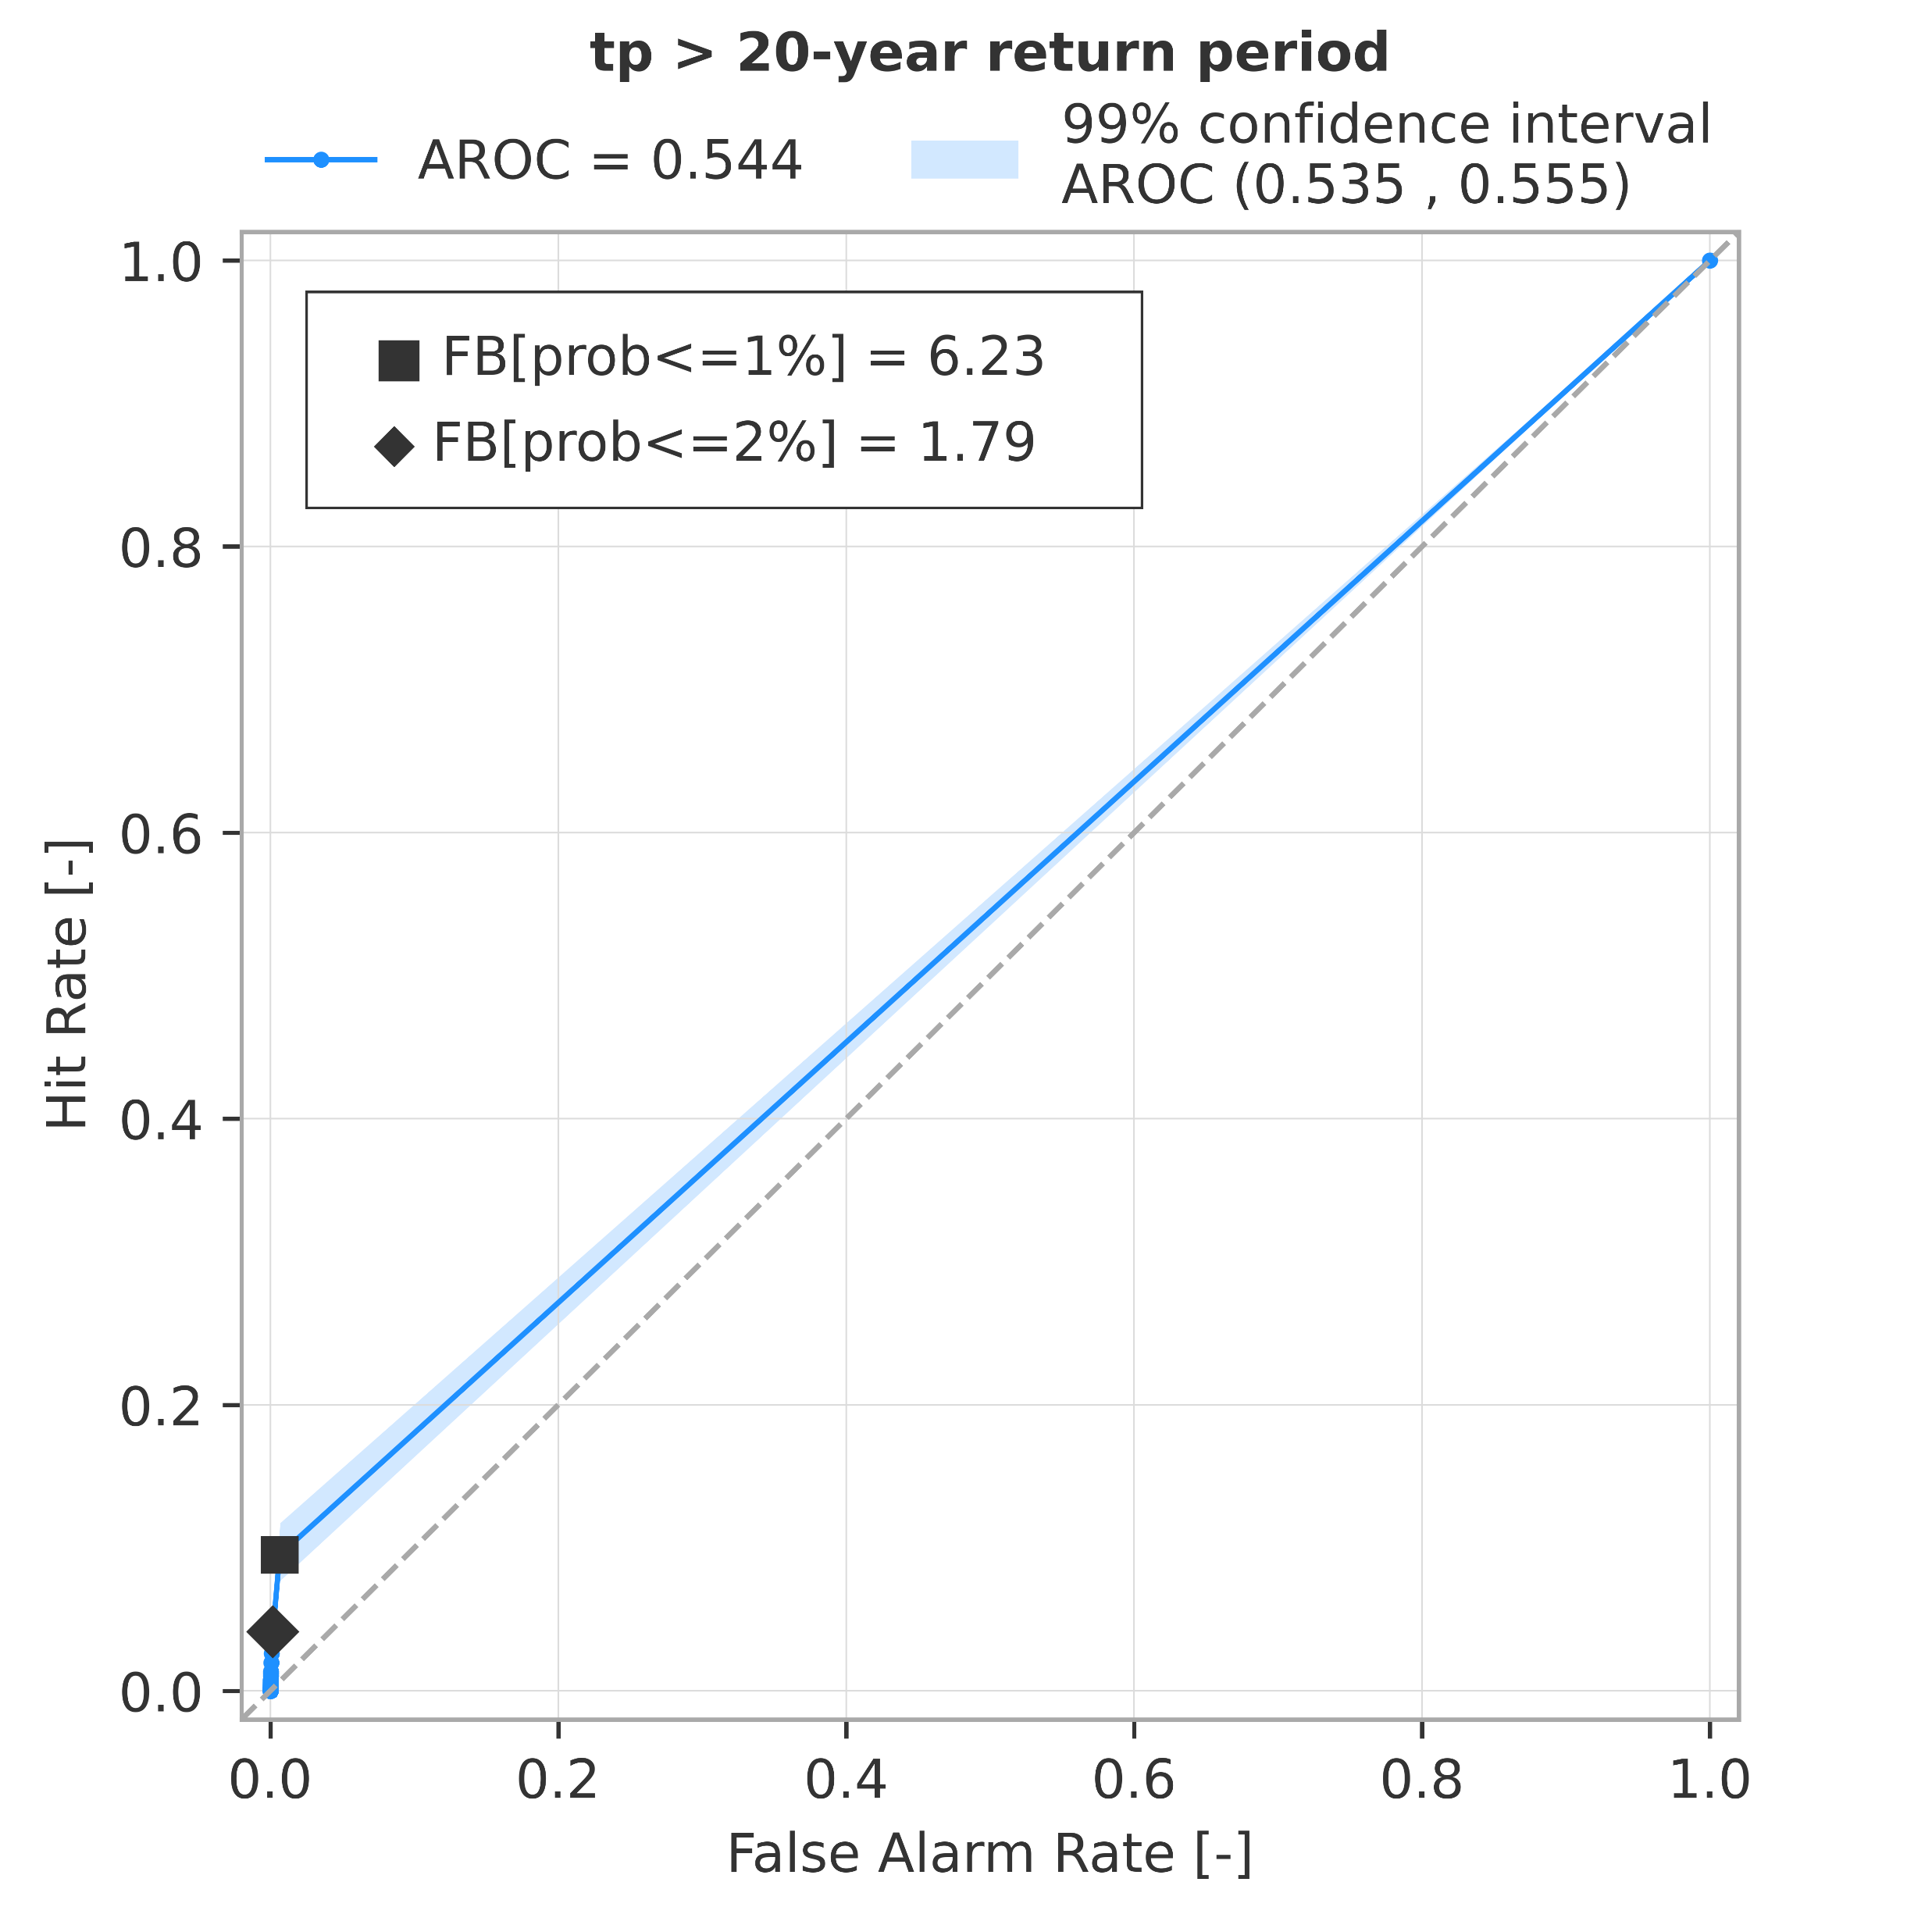 tp > 20-year return period
AROC = 0.544
99% confidence interval
AROC (0.535 , 0.555)
FB[prob<=1%] = 6.23
FB[prob<=2%] = 1.79
1.0
0.8
0.6
0.4
0.2
0.0
Hit Rate [-]
0.0 0.2 0.4 0.6 0.8 1.0
False Alarm Rate [-]